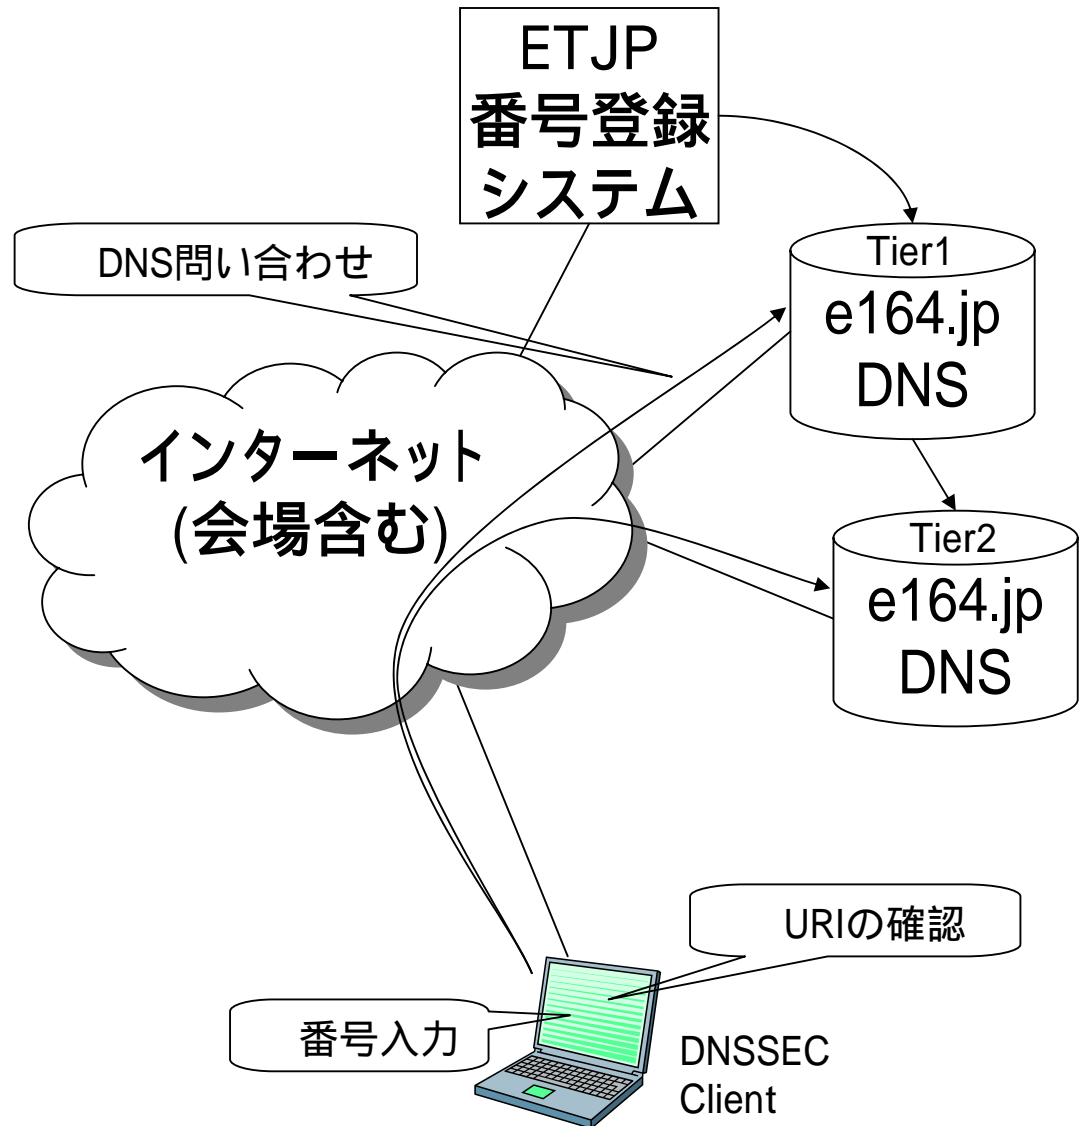 ETJP
番号登録
システム
DNS問い合わせ
Tier1
e164.jp
DNS
インターネット
(会場含む)
Tier2
e164.jp
DNS
URIの確認
番号入力
DNSSEC
Client